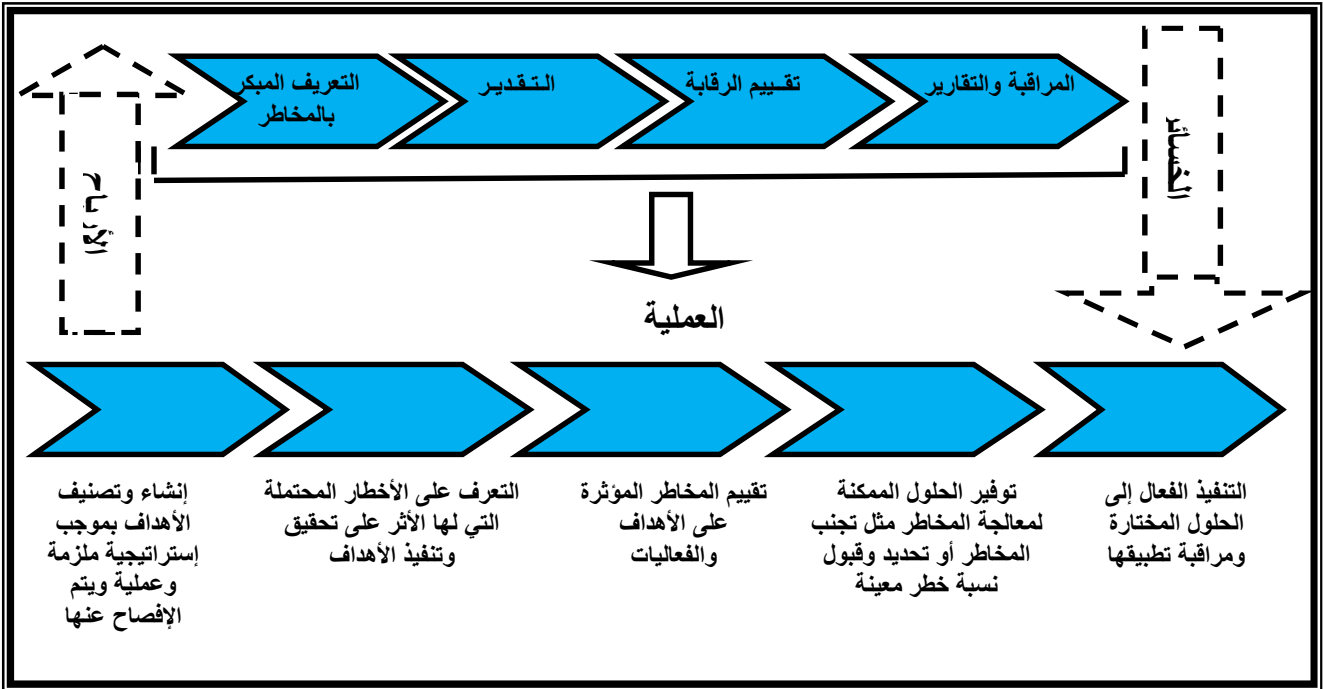 التعريف المبكر
بالمخاطر
التقدير
تقييم الرقابة
المراقبة والتقارير
الأرباح
الخسائر
العملية
إنشاء وتصنيف
الأهداف بموجب
إستراتيجية ملزمة
وعملية ويتم
الإفصاح عنها
التعرف على الأخطار المحتملة
التي لها الأثر على تحقيق
وتنفيذ الأهداف
تقييم المخاطر المؤثرة
على الأهداف
والفعاليات
توفير الحلول الممكنة
لمعالجة المخاطر مثل تجنب
المخاطر أو تحديد وقبول
نسبة خطر معينة
التنفيذ الفعال إلى
الحلول المختارة
ومراقبة تطبيقها